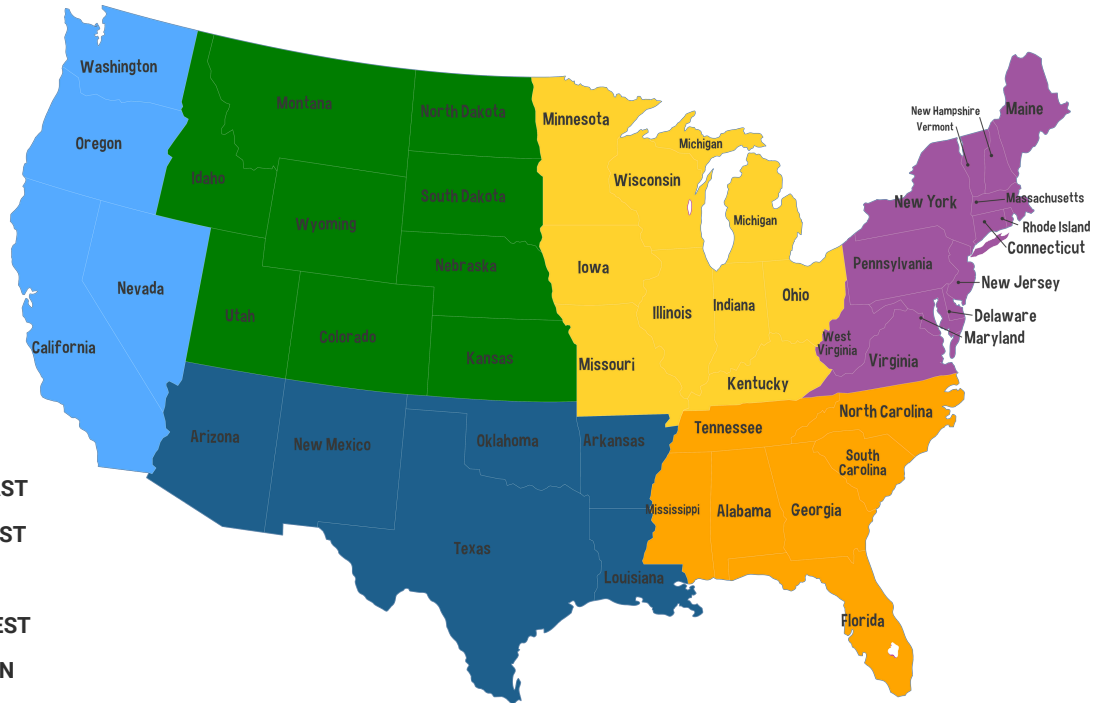 Washington
Montana
North Dakota
Minnesota
Michigan
New Hampshire
Maine
Vermont
Oregon
Idaho
South Dakota
Wisconsin
Michigan
New York
Massachusetts
Rhode Island
Connecticut
Wyoming
Nebraska
Iowa
Pennsylvania
New Jersey
Nevada
Utah
Colorado
Illinois
Indiana
Ohio
Delaware
Maryland
California
Kansas
Missouri
Kentucky
West
Virginia
Virginia
Arizona
New Mexico
Oklahoma
Arkansas
Tennessee
North Carolina
South
Carolina
Mississippi
Alabama
Georgia
Texas
Louisiana
Florida
ST
ST
EST
N